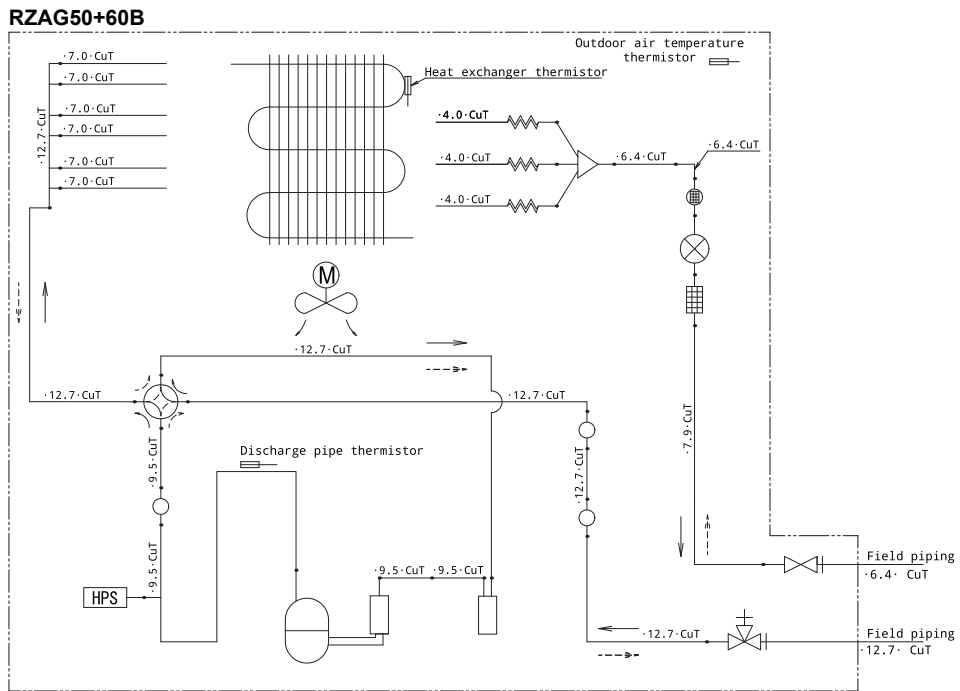 RZAG50+60B
·7.0·CuT
·7.0·CuT
·7.0·CuT
·7.0·CuT
·7.0·CuT
·7.0·CuT
·12.7·CuT
Outdoor air temperature
thermistor
Heat exchanger thermistor
·4.0·CuT
·4.0·CuT
·4.0·CuT
·6.4·CuT
·6.4·CuT
M
·12.7·CuT
·12.7·CuT
·12.7·CuT
·7.9·CuT
·9.5·CuT
Discharge pipe thermistor
·12.7·CuT
·9.5·CuT
·9.5·CuT
·9.5·CuT
HPS
Field piping
·6.4· CuT
·12.7·CuT
Field piping
·12.7· CuT